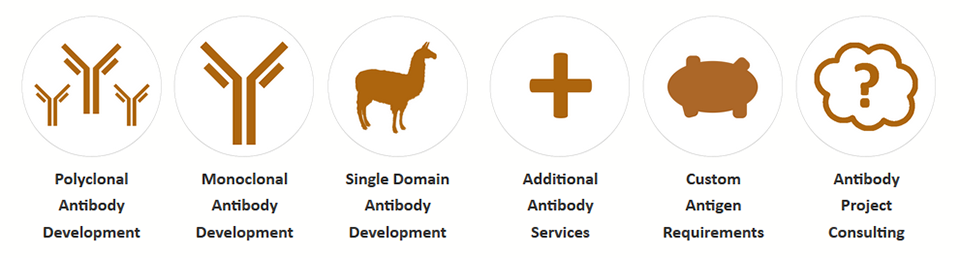 Polyclonal
Antibody
Development
Monoclonal
Antibody
Development
Single Domain
Antibody
Development
Additional
Antibody
Services
Custom
Antigen
Requirements
?
Antibody
Project
Consulting